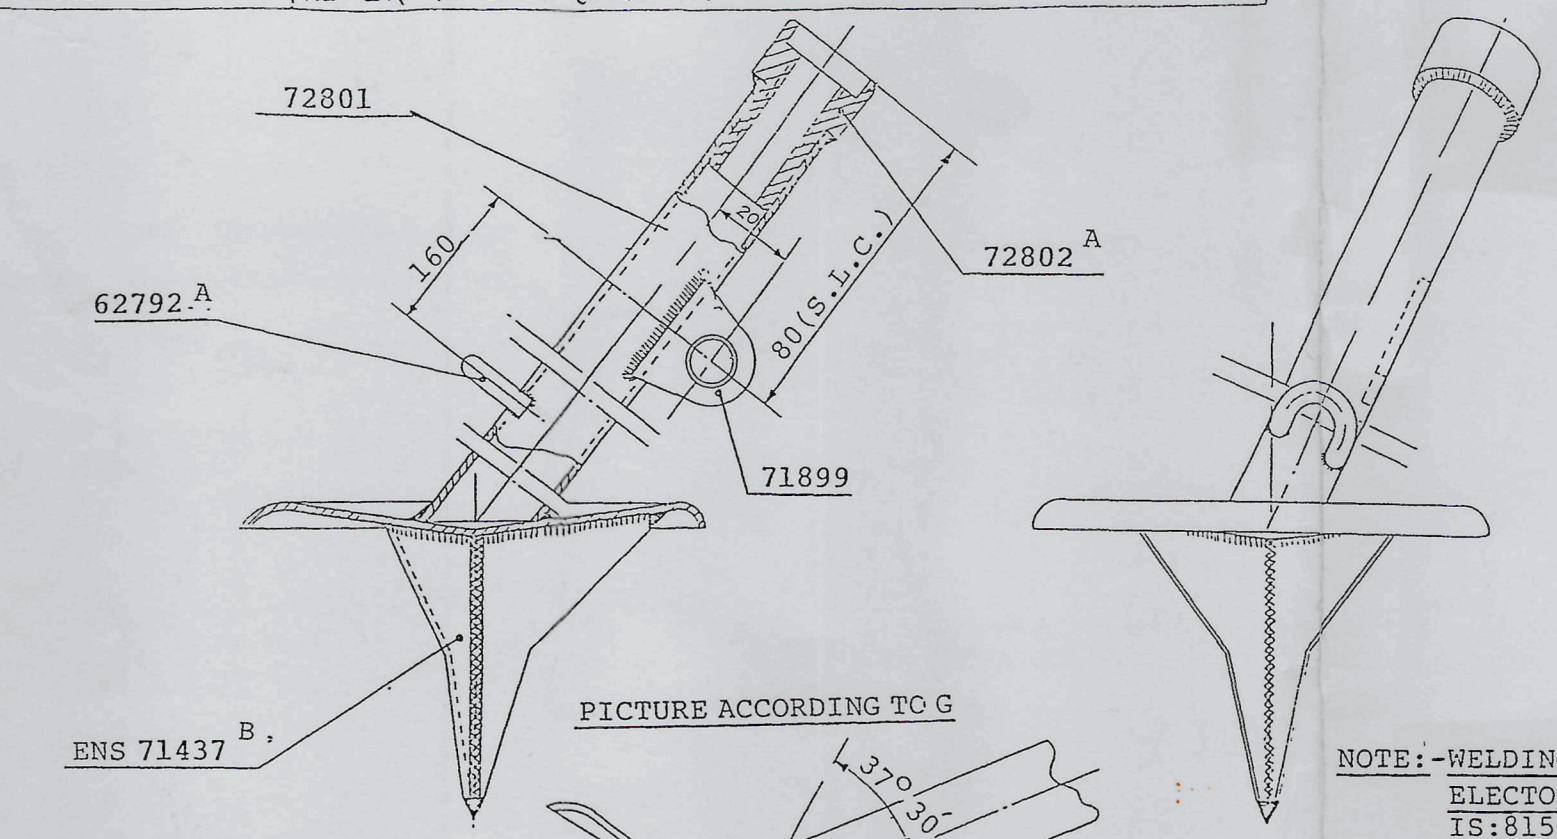 72801
160
62792 A
20
80(S.L.C.)
72802 A
71899
ENS 71437 B
PICTURE ACCORDING TO G
37° 30'
NOTE:-WELDIN
ELECTO
IS:815